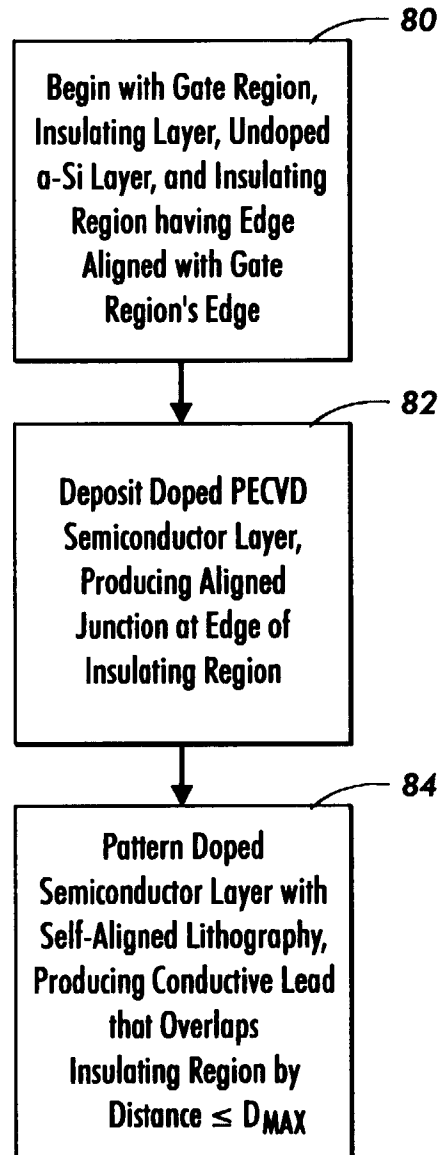 80
Begin with Gate Region,
Insulating Layer, Undoped
a-Si Layer, and Insulating
Region having Edge
Aligned with Gate
Region's Edge
82
Deposit Doped PECVD
Semiconductor Layer,
Producing Aligned
Junction at Edge of
Insulating Region
84
Pattern Doped
Semiconductor Layer with
Self-Aligned Lithography,
Producing Conductive Lead
that Overlaps
Insulating Region by
Distance ≤ DMAX